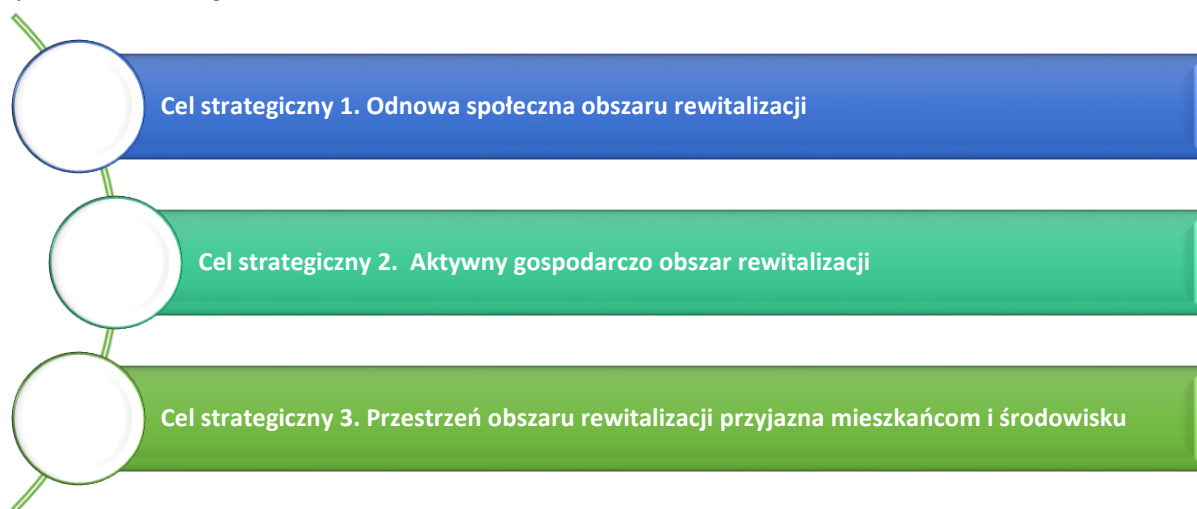 Cel strategiczny 1. Odnowa społeczna obszaru rewitalizacji
Cel strategiczny 2. Aktywny gospodarczo obszar rewitalizacji
Cel strategiczny 3. Przestrzeń obszaru rewitalizacji przyjazna mieszkańcom i środowisku